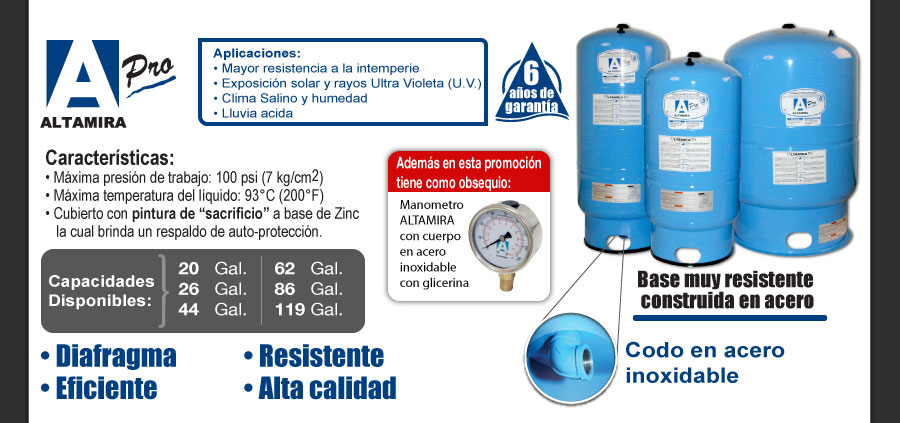 A Pro
ALTAMIRA
Aplicaciones:
• Mayor resistencia a la intemperie
• Exposición solar y rayos Ultra Violeta (U.V.)
• Clima Salino y humedad
• Lluvia acida
6
años de
garantía
Características:
• Máxima presión de trabajo: 100 psi (7 kg/cm2)
• Máxima temperatura del líquido: 93°C (200°F)
• Cubierto con pintura de “sacrificio” a base de Zinc
la cual brinda un respaldo de auto-protección.
Además en esta promoción
tiene como obsequio:
Manometro
ALTAMIRA
con cuerpo
en acero
inoxidable
con glicerina
Capacidades
Disponibles:
20 Gal. 62 Gal.
26 Gal. 86 Gal.
44 Gal. 119 Gal.
• Diafragma
• Eficiente
• Resistente
• Alta calidad
A Pro
ALTAMIRA
Base muy resistente
construida en acero
Codo en acero
inoxidable